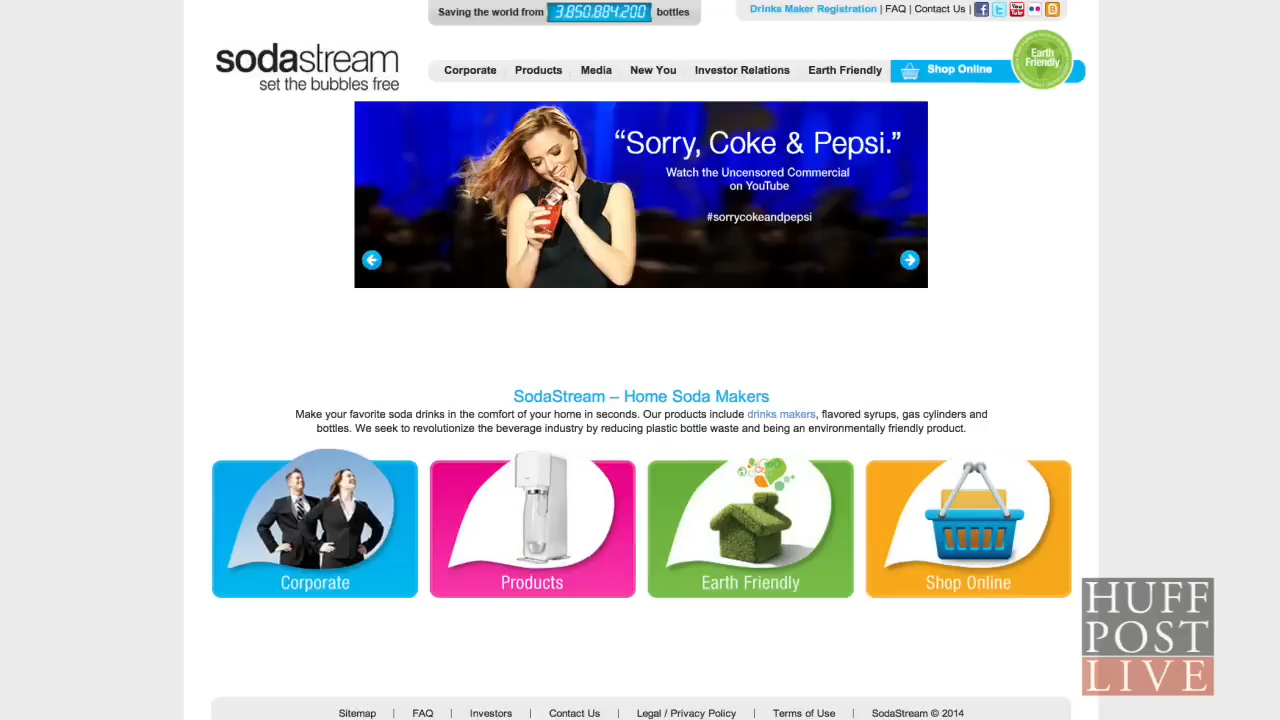 Saving the world from 3,850,884,200 bottles
Drinks Maker Registration | FAQ | Contact Us |
You Tube
sodastream
set the bubbles free
Corporate Products Media New You Investor Relations Earth Friendly Shop Online
Earth
Friendly
“Sorry, Coke & Pepsi.”
Watch the Uncensored Commercial
on YouTube
#sorrycokeandpepsi
SodaStream – Home Soda Makers
Make your favorite soda drinks in the comfort of your home in seconds. Our products include drinks makers, flavored syrups, gas cylinders and
bottles. We seek to revolutionize the beverage industry by reducing plastic bottle waste and being an environmentally friendly product.
Corporate
Products
Earth Friendly
Shop Online
HUFF
POST
LIVE
Sitemap | FAQ | Investors | Contact Us | Legal / Privacy Policy | Terms of Use | SodaStream © 2014